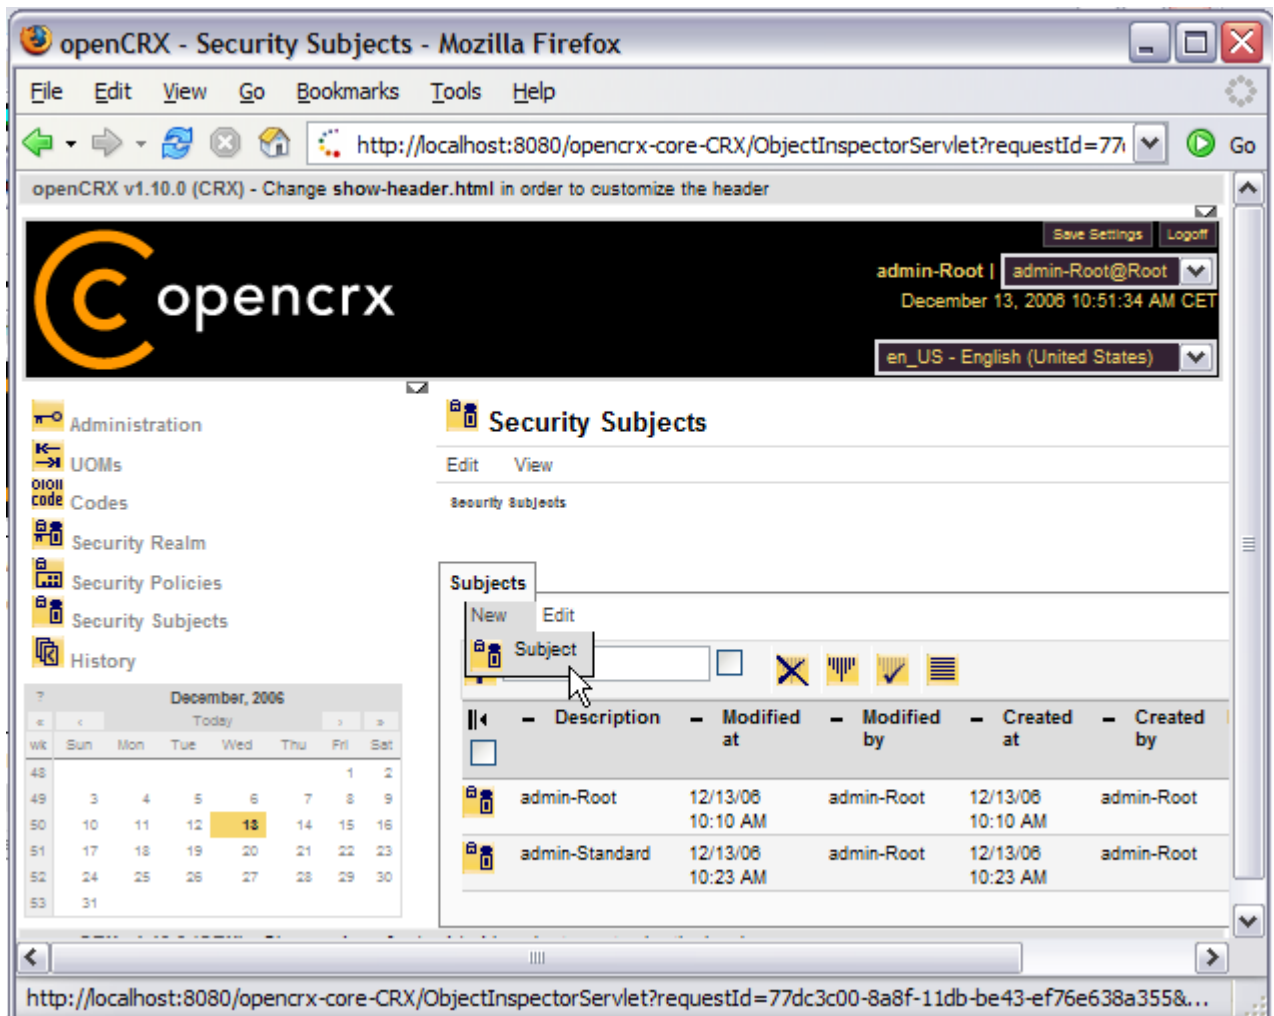 openCRX - Security Subjects - Mozilla Firefox
File Edit View Go Bookmarks Tools Help
http://localhost:8080/opencrx-core-CRX/ObjectInspectorServlet?requestId=77 Go
openCRX v1.10.0 (CRX) - Change show-header.html in order to customize the header
Save Settings Logoff
opencrx
admin-Root | admin-Root@Root
December 13, 2006 10:51:34 AM CET
en_US - English (United States)
Administration
UOMs
Codes
Security Realm
Security Policies
Security Subjects
History
Security Subjects
Edit View
Security Subjects
Subjects
New Edit
Subject
Description Modified at Modified by Created at Created by
admin-Root 12/13/06 10:10 AM admin-Root 12/13/06 10:10 AM admin-Root
admin-Standard 12/13/06 10:23 AM admin-Root 12/13/06 10:23 AM admin-Root
? December, 2006
« ‹ Today › »
wk Sun Mon Tue Wed Thu Fri Sat
48 1 2
49 3 4 5 6 7 8 9
50 10 11 12 13 14 15 16
51 17 18 19 20 21 22 23
52 24 25 26 27 28 29 30
53 31
http://localhost:8080/opencrx-core-CRX/ObjectInspectorServlet?requestId=77dc3c00-8a8f-11db-be43-ef76e638a355&...